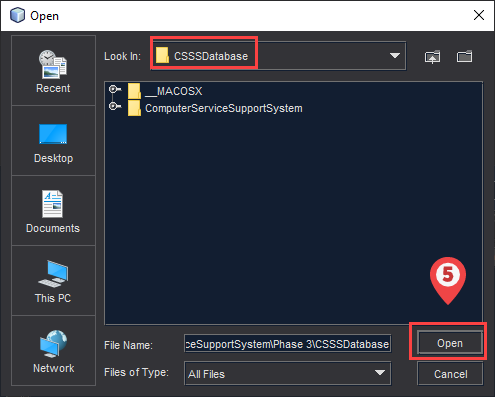 Open
Look In:
CSSSDatabase
Recent
Desktop
Documents
This PC
Network
__MACOSX
ComputerServiceSupportSystem
5
File Name:
ceSupportSystem\Phase 3\CSSSDatabase
Open
Files of Type:
All Files
Cancel